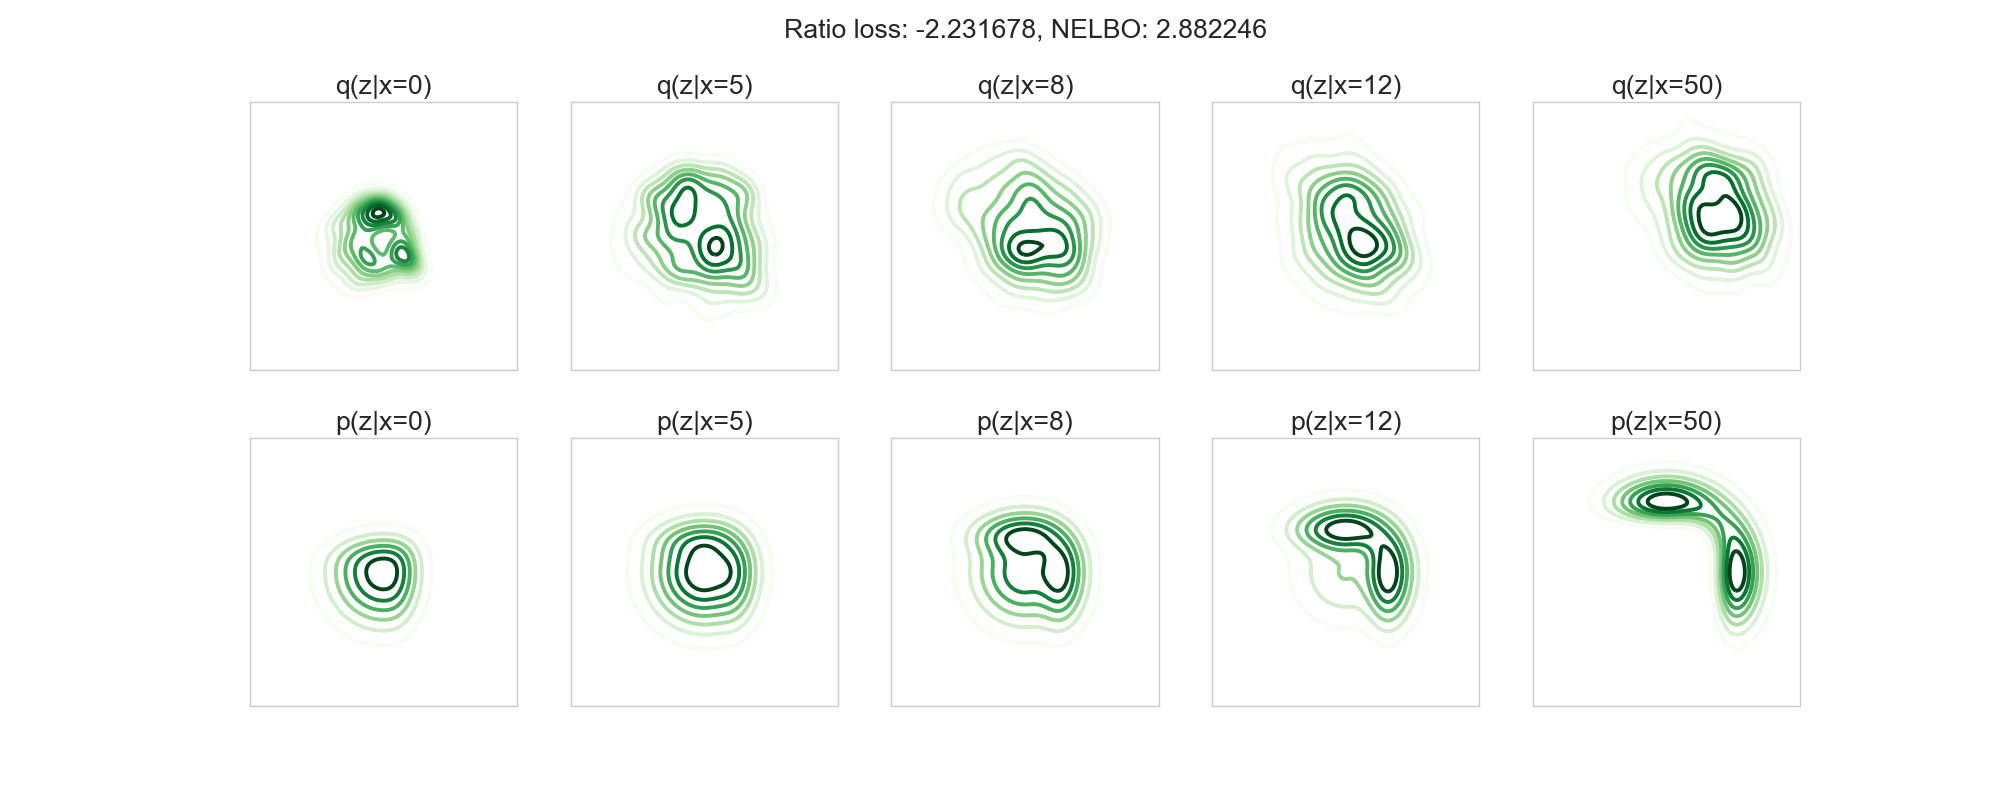 Ratio loss: -2.231678, NELBO: 2.882246
q(z|x=0) q(z|x=5) q(z|x=8) q(z|x=12) q(z|x=50)
p(z|x=0) p(z|x=5) p(z|x=8) p(z|x=12) p(z|x=50)